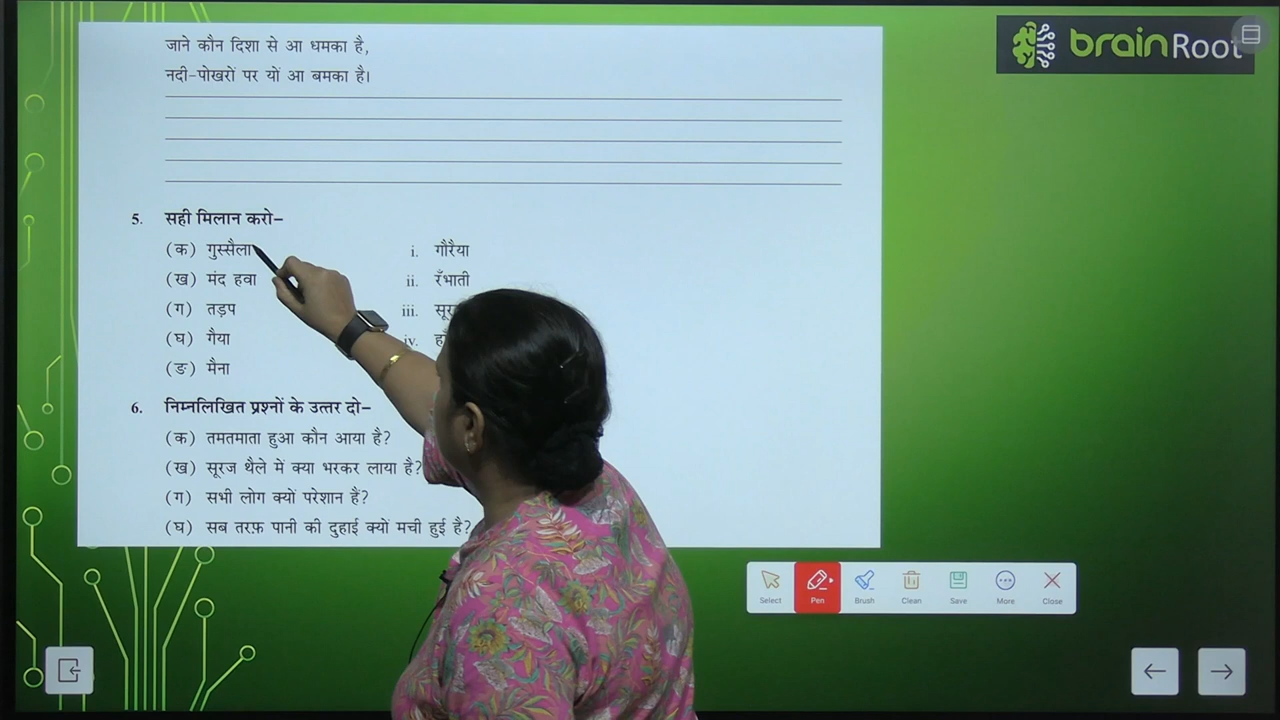 brainRoot
जाने कौन दिशा से आ धमका है,
नदी-पोखरों पर यों आ बमका है।
5. सही मिलान करो-
(क) गुस्सैला i. गौरैया
(ख) मंद हवा ii. रँभाती
(ग) तड़प iii.
(घ) गैया iv.
(ङ) मैना
6. निम्नलिखित प्रश्नों के उत्तर दो-
(क) तमतमाता हुआ कौन आया है?
(ख) सूरज थैले में क्या भरकर लाया है?
(ग) सभी लोग क्यों परेशान हैं?
(घ) सब तरफ़ पानी की दुहाई क्यों मची हुई है?
Select Pen Brush Clean Save More Close